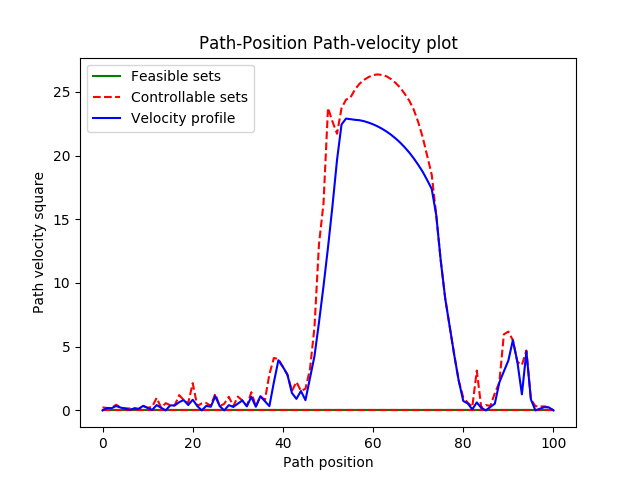 Path-Position Path-velocity plot
Feasible sets
Controllable sets
Velocity profile
25
20
15
10
5
0
Path velocity square
0 20 40 60 80 100
Path position